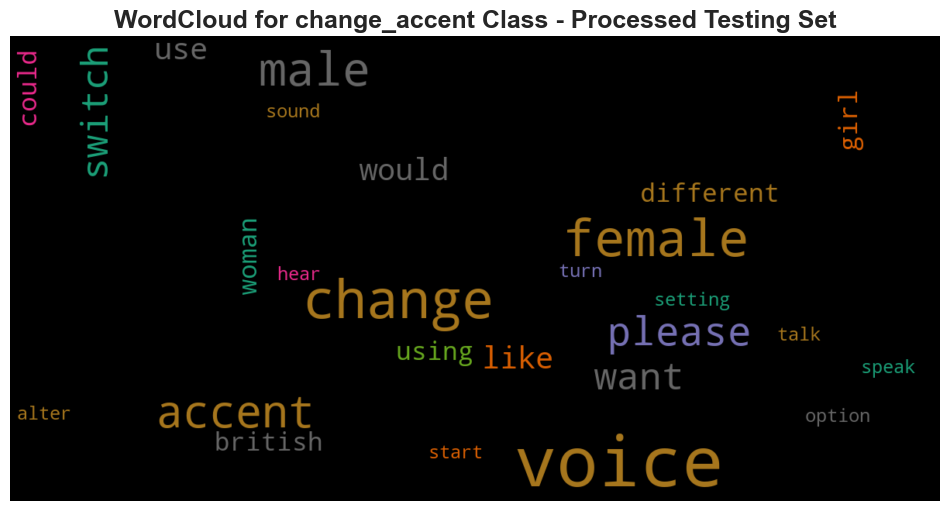 WordCloud for change_accent Class - Processed Testing Set
could
switch
use
male
sound
girl
would
different
woman
female
hear
turn
change
setting
please
talk
using
like
want
speak
alter
accent
option
british
start
voice